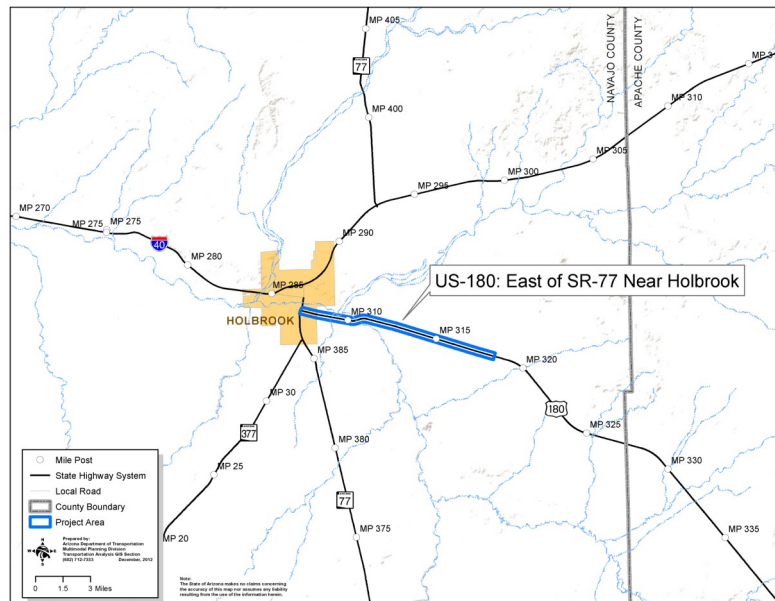 MP 405
77
MP 400
NAVAJO COUNTY
APACHE COUNTY
MP 3
MP 310
MP 305
MP 300
MP 295
MP 290
MP 270
MP 275
MP 275
40
MP 280
MP 285
US-180: East of SR-77 Near Holbrook
HOLBROOK
MP 310
MP 315
MP 320
MP 385
180
MP 30
377
MP 25
MP 20
MP 380
77
MP 375
MP 325
MP 330
MP 335
Mile Post
State Highway System
Local Road
County Boundary
Project Area
Prepared by:
Arizona Department of Transportation
Multimodal Planning Division
Transportation Analysis GIS Section
(602) 712-7333 December, 2012
0 1.5 3 Miles
Note:
The State of Arizona makes no claims concerning
the accuracy of this map nor assumes any liability
resulting from the use of the information herein.